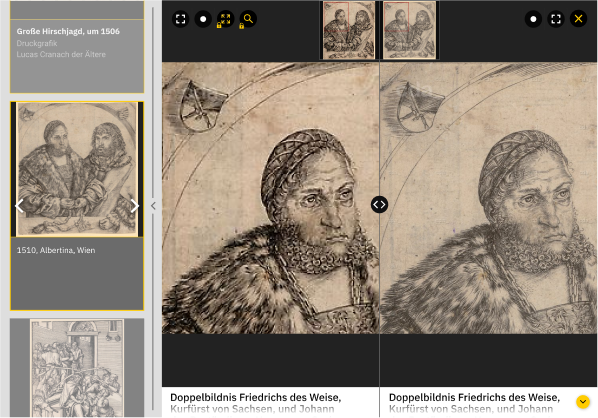 Große Hirschjagd, um 1506
Druckgrafik
Lucas Cranach der Ältere
1510, Albertina, Wien
Doppelbildnis Friedrichs des Weise,
Kurfürst von Sachsen, und Johann
Doppelbildnis Friedrichs des Weise,
Kurfürst von Sachsen, und Johann